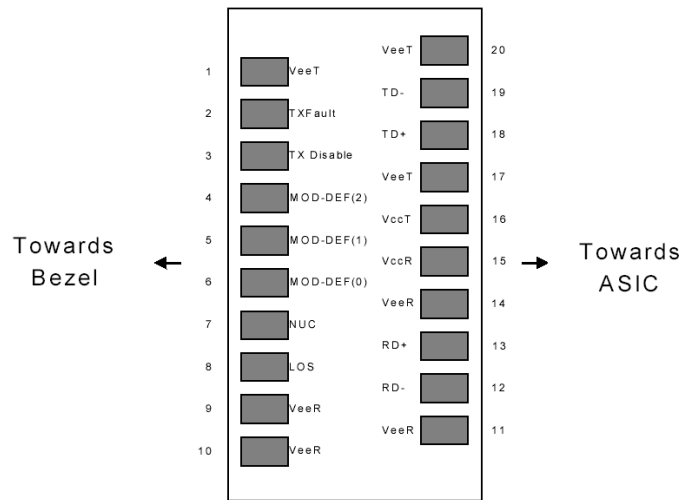 Towards
Bezel
1 VeeT
2 TXFault
3 TX Disable
4 MOD-DEF(2)
5 MOD-DEF(1)
6 MOD-DEF(0)
7 NUC
8 LOS
9 VeeR
10 VeeR
VeeT 20
TD- 19
TD+ 18
VeeT 17
VccT 16
VccR 15
VeeR 14
RD+ 13
RD- 12
VeeR 11
Towards
ASIC